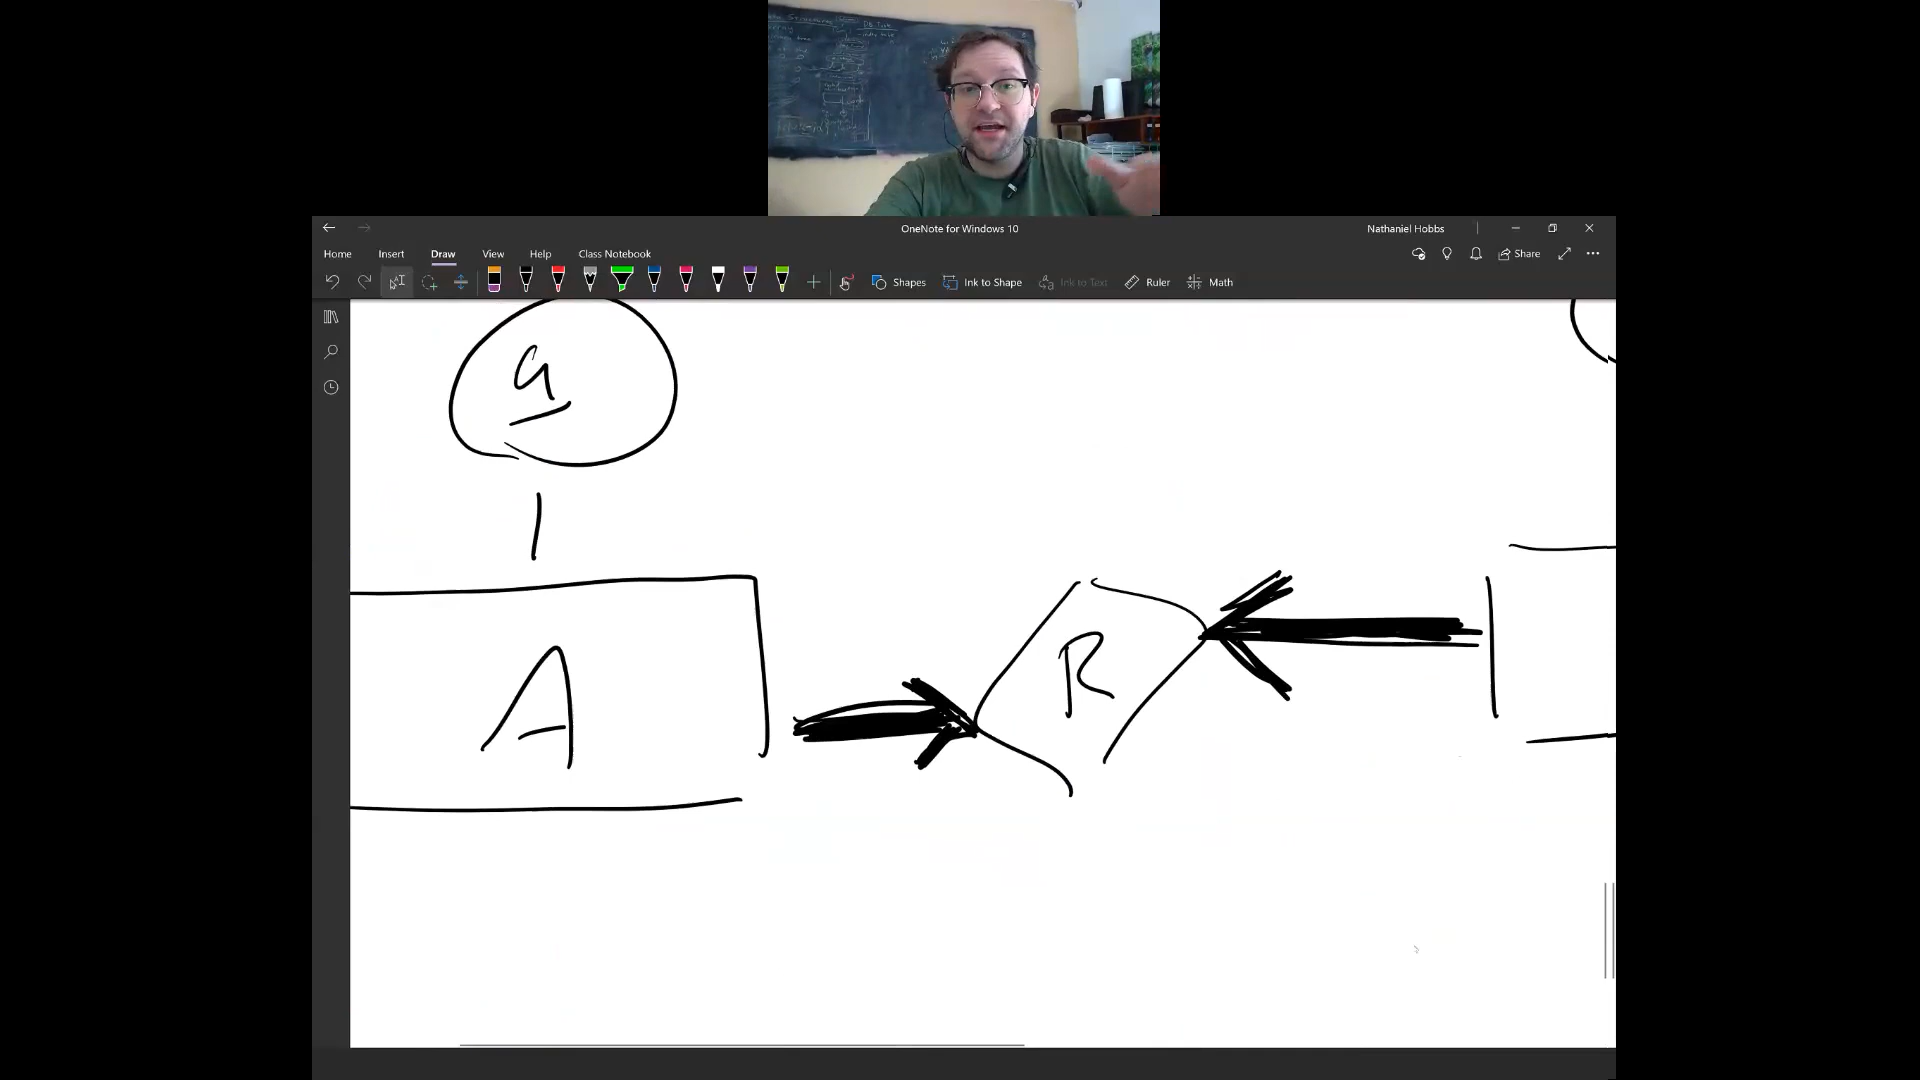 OneNote for Windows 10
Nathaniel Hobbs
Home Insert Draw View Help Class Notebook
Share
Shapes Ink to Shape Ink to Text Ruler Math
a
A
R